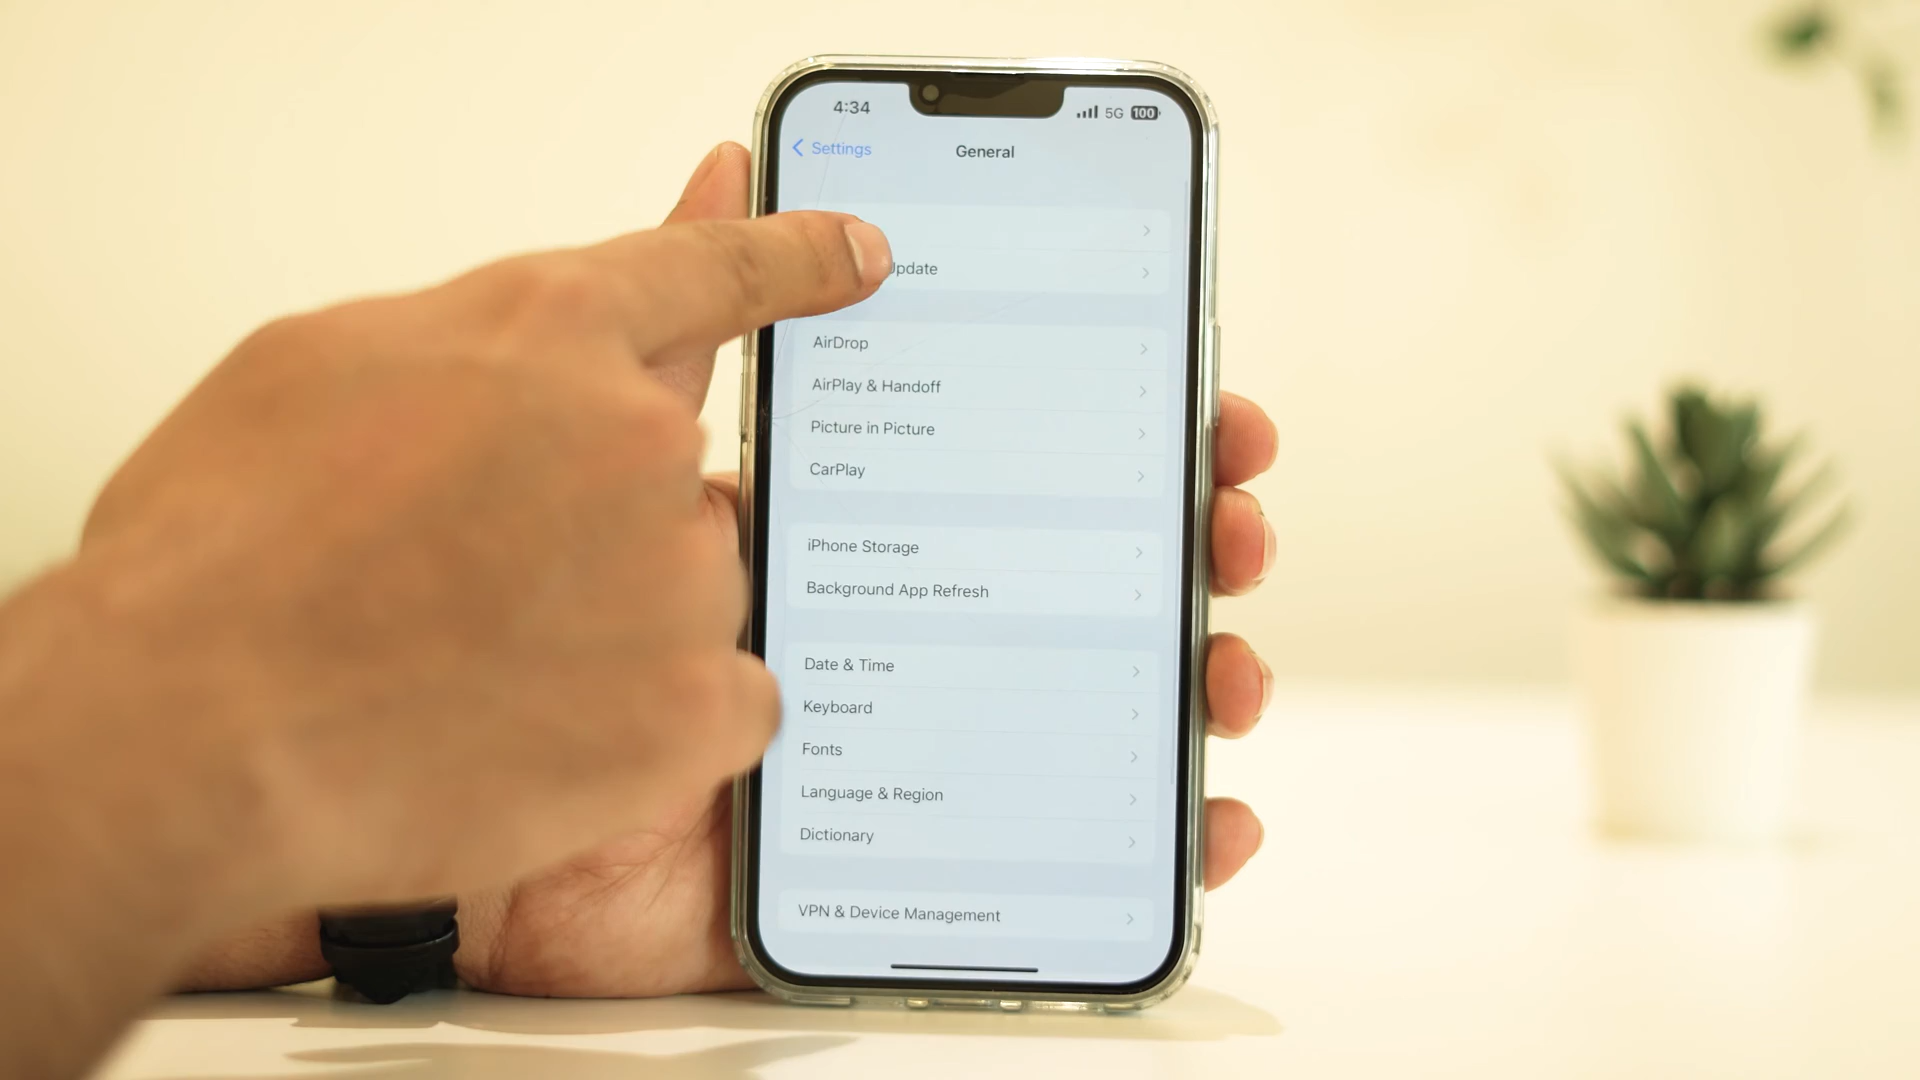 4:34
5G 100
Settings
General
Update
AirDrop
AirPlay & Handoff
Picture in Picture
CarPlay
iPhone Storage
Background App Refresh
Date & Time
Keyboard
Fonts
Language & Region
Dictionary
VPN & Device Management